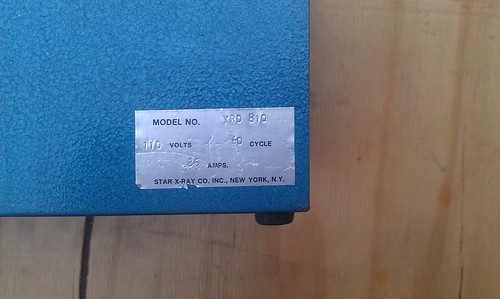 MODEL NO. XRD 810
110 VOLTS 60 CYCLE
.35 AMPS.
STAR X-RAY CO. INC., NEW YORK, N.Y.